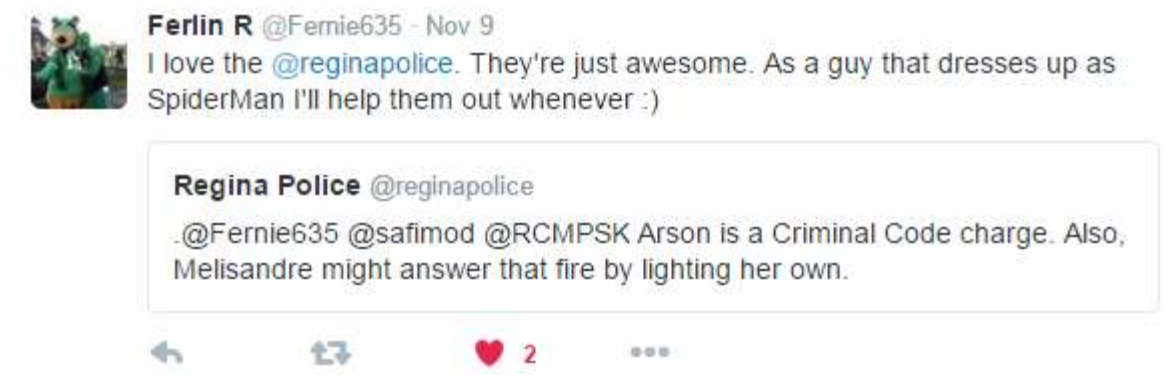 Ferlin R @Fernie635 · Nov 9
I love the @reginapolice. They're just awesome. As a guy that dresses up as
SpiderMan I'll help them out whenever :)
Regina Police @reginapolice
.@Fernie635 @safimod @RCMPSK Arson is a Criminal Code charge. Also,
Melisandre might answer that fire by lighting her own.
2